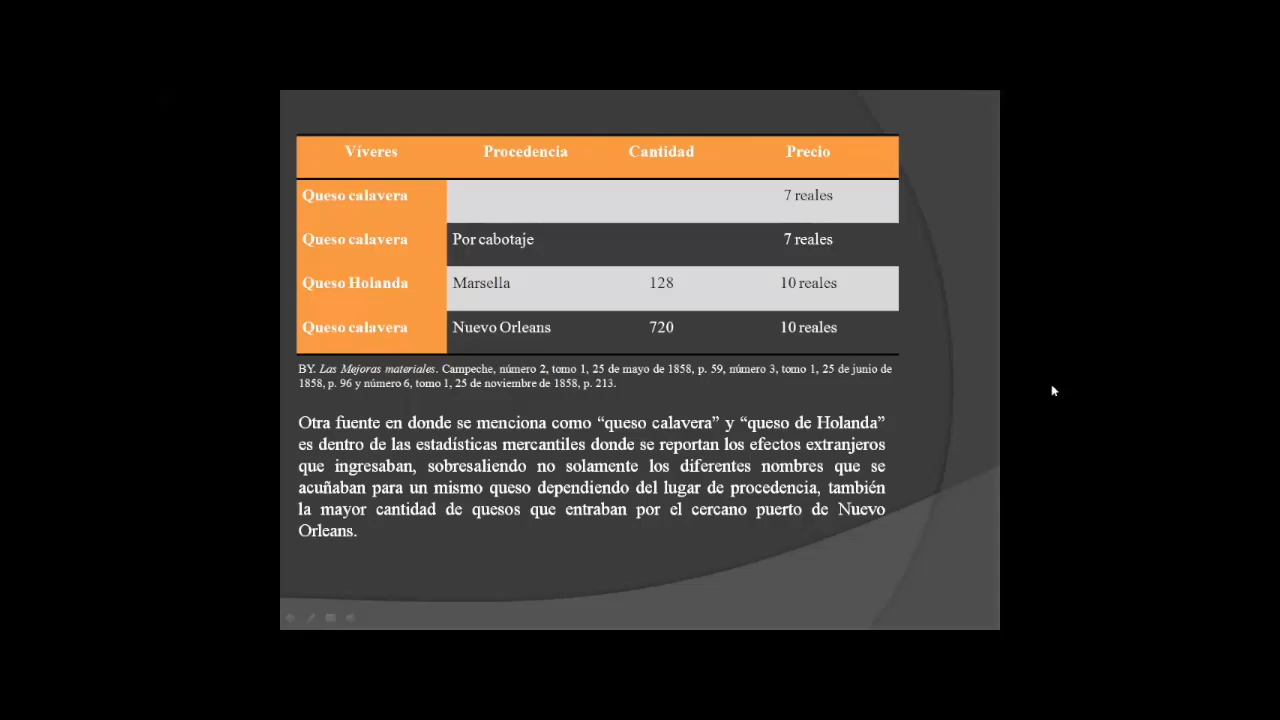 Víveres Procedencia Cantidad Precio
Queso calavera 7 reales
Queso calavera Por cabotaje 7 reales
Queso Holanda Marsella 128 10 reales
Queso calavera Nuevo Orleans 720 10 reales
BY. Las Mejoras materiales. Campeche, número 2, tomo 1, 25 de mayo de 1858, p. 59, número 3, tomo 1, 25 de junio de
1858, p. 96 y número 6, tomo 1, 25 de noviembre de 1858, p. 213.
Otra fuente en donde se menciona como “queso calavera” y “queso de Holanda”
es dentro de las estadísticas mercantiles donde se reportan los efectos extranjeros
que ingresaban, sobresaliendo no solamente los diferentes nombres que se
acuñaban para un mismo queso dependiendo del lugar de procedencia, también
la mayor cantidad de quesos que entraban por el cercano puerto de Nuevo
Orleans.